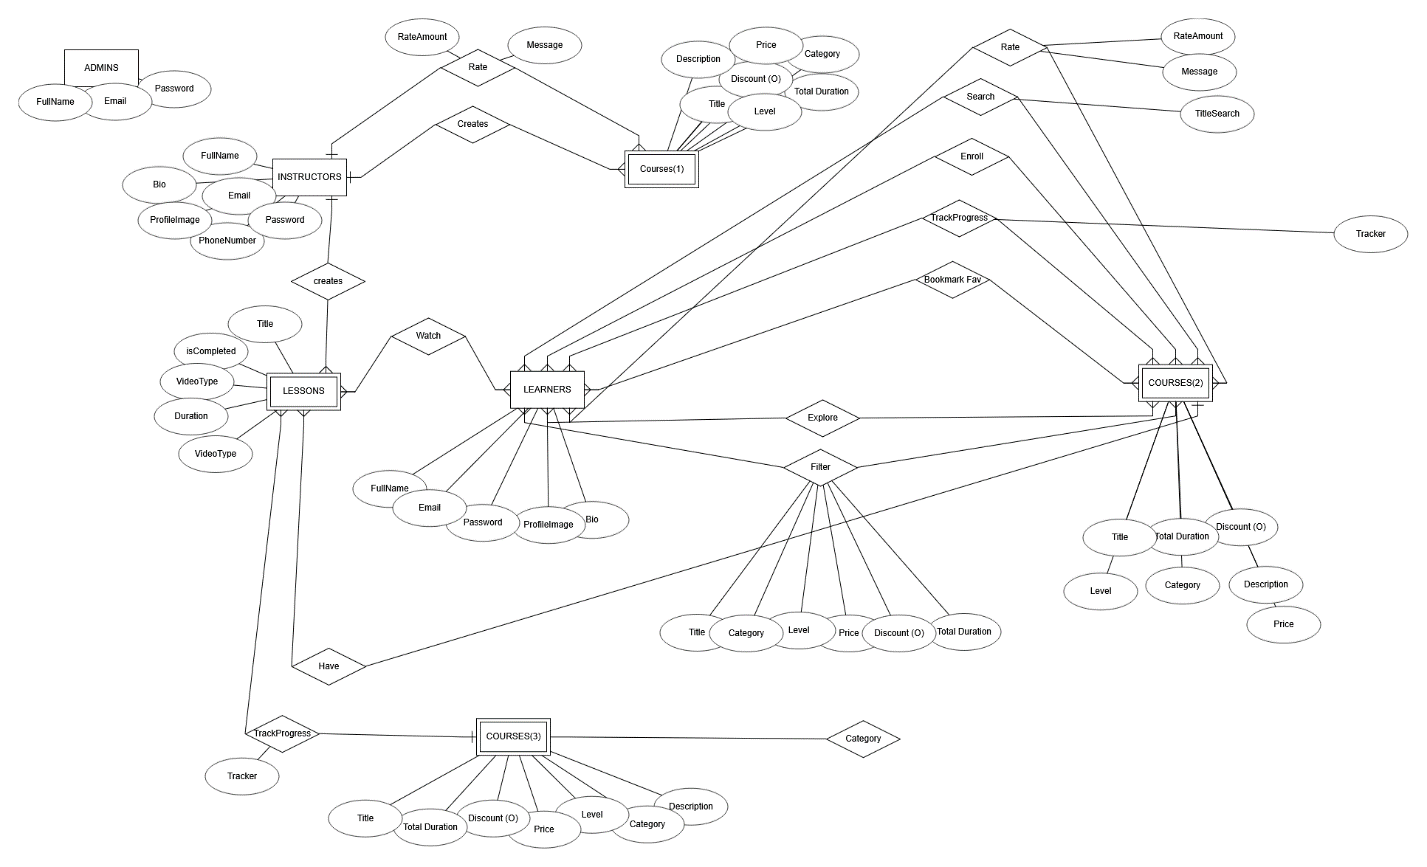 ADMINS
FullName
Email
Password
RateAmount
Message
Rate
Creates
Description
Price
Category
Discount (O)
Total Duration
Title
Level
Courses(1)
FullName
Bio
Email
ProfileImage
Password
PhoneNumber
INSTRUCTORS
creates
Title
isCompleted
VideoType
Duration
VideoType
LESSONS
Watch
LEARNERS
FullName
Email
Password
ProfileImage
Bio
Rate
RateAmount
Message
Search
TitleSearch
Enroll
TrackProgress
Tracker
Bookmark Fav
COURSES(2)
Explore
Filter
Title
Category
Level
Price
Discount (O)
Total Duration
Title
Total Duration
Discount (O)
Level
Category
Description
Price
Have
TrackProgress
Tracker
COURSES(3)
Category
Title
Total Duration
Discount (O)
Price
Level
Category
Description